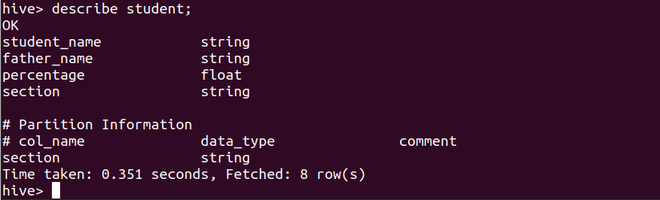 hive> describe student;
OK
student_name            string
father_name             string
percentage              float
section                 string

# Partition Information
# col_name              data_type               comment
section                 string
Time taken: 0.351 seconds, Fetched: 8 row(s)
hive>